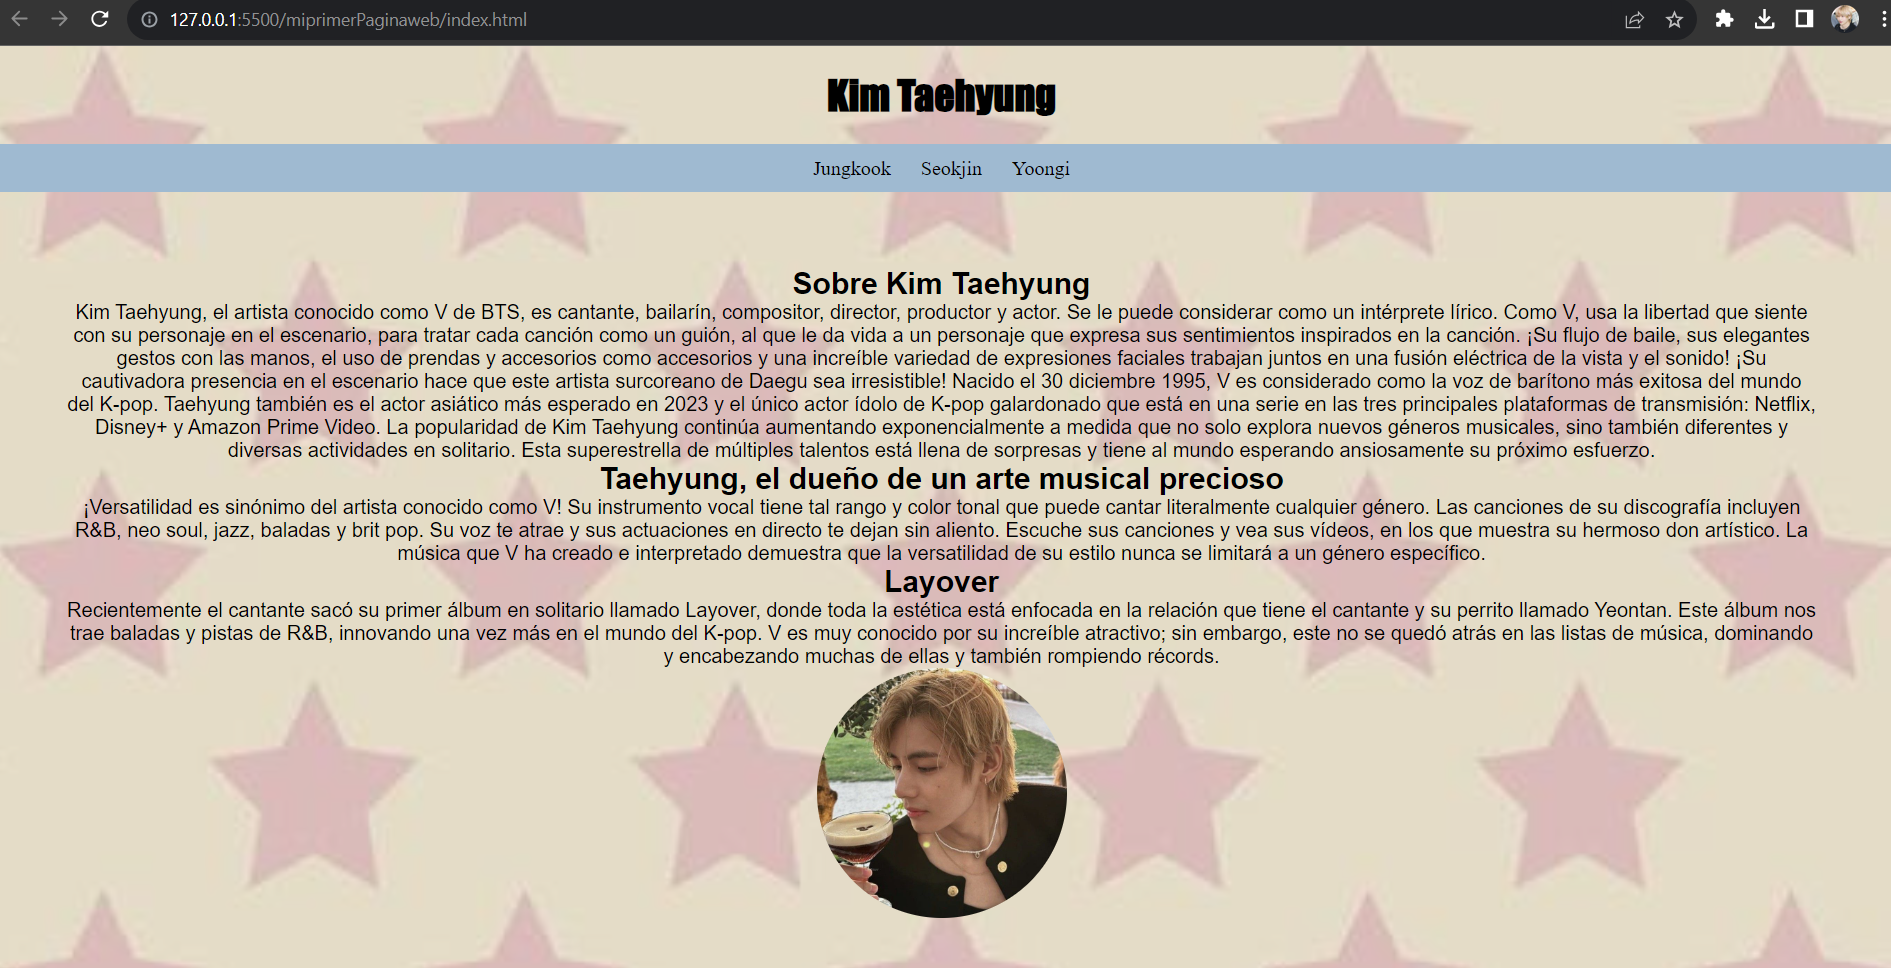 127.0.0.1:5500/miprimerPaginaweb/index.html
Kim Taehyung
Jungkook Seokjin Yoongi
Sobre Kim Taehyung
Kim Taehyung, el artista conocido como V de BTS, es cantante, bailarín, compositor, director, productor y actor. Se le puede considerar como un intérprete lírico. Como V, usa la libertad que siente
con su personaje en el escenario, para tratar cada canción como un guión, al que le da vida a un personaje que expresa sus sentimientos inspirados en la canción. ¡Su flujo de baile, sus elegantes
gestos con las manos, el uso de prendas y accesorios como accesorios y una increíble variedad de expresiones faciales trabajan juntos en una fusión eléctrica de la vista y el sonido! ¡Su
cautivadora presencia en el escenario hace que este artista surcoreano de Daegu sea irresistible! Nacido el 30 diciembre 1995, V es considerado como la voz de barítono más exitosa del mundo
del K-pop. Taehyung también es el actor asiático más esperado en 2023 y el único actor ídolo de K-pop galardonado que está en una serie en las tres principales plataformas de transmisión: Netflix,
Disney+ y Amazon Prime Video. La popularidad de Kim Taehyung continúa aumentando exponencialmente a medida que no solo explora nuevos géneros musicales, sino también diferentes y
diversas actividades en solitario. Esta superestrella de múltiples talentos está llena de sorpresas y tiene al mundo esperando ansiosamente su próximo esfuerzo.
Taehyung, el dueño de un arte musical precioso
¡Versatilidad es sinónimo del artista conocido como V! Su instrumento vocal tiene tal rango y color tonal que puede cantar literalmente cualquier género. Las canciones de su discografía incluyen
R&B, neo soul, jazz, baladas y brit pop. Su voz te atrae y sus actuaciones en directo te dejan sin aliento. Escuche sus canciones y vea sus vídeos, en los que muestra su hermoso don artístico. La
música que V ha creado e interpretado demuestra que la versatilidad de su estilo nunca se limitará a un género específico.
Layover
Recientemente el cantante sacó su primer álbum en solitario llamado Layover, donde toda la estética está enfocada en la relación que tiene el cantante y su perrito llamado Yeontan. Este álbum nos
trae baladas y pistas de R&B, innovando una vez más en el mundo del K-pop. V es muy conocido por su increíble atractivo; sin embargo, este no se quedó atrás en las listas de música, dominando
y encabezando muchas de ellas y también rompiendo récords.